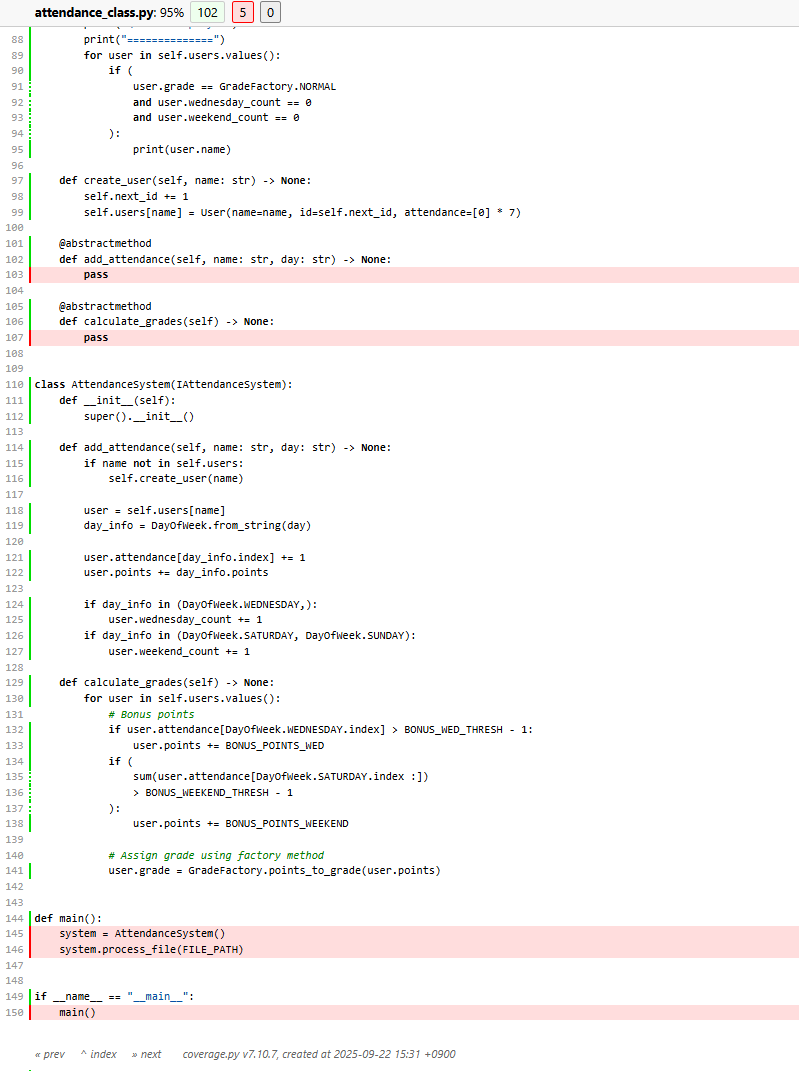 attendance_class.py: 95% 102 5 0
88 print("==============")
89 for user in self.users.values():
90 if (
91 user.grade == GradeFactory.NORMAL
92 and user.wednesday_count == 0
93 and user.weekend_count == 0
94 ):
95 print(user.name)
96
97 def create_user(self, name: str) -> None:
98 self.next_id += 1
99 self.users[name] = User(name=name, id=self.next_id, attendance=[0] * 7)
100
101 @abstractmethod
102 def add_attendance(self, name: str, day: str) -> None:
103 pass
104
105 @abstractmethod
106 def calculate_grades(self) -> None:
107 pass
108
109
110 class AttendanceSystem(IAttendanceSystem):
111 def __init__(self):
112 super().__init__()
113
114 def add_attendance(self, name: str, day: str) -> None:
115 if name not in self.users:
116 self.create_user(name)
117
118 user = self.users[name]
119 day_info = DayOfWeek.from_string(day)
120
121 user.attendance[day_info.index] += 1
122 user.points += day_info.points
123
124 if day_info in (DayOfWeek.WEDNESDAY,):
125 user.wednesday_count += 1
126 if day_info in (DayOfWeek.SATURDAY, DayOfWeek.SUNDAY):
127 user.weekend_count += 1
128
129 def calculate_grades(self) -> None:
130 for user in self.users.values():
131 # Bonus points
132 if user.attendance[DayOfWeek.WEDNESDAY.index] > BONUS_WED_THRESH - 1:
133 user.points += BONUS_POINTS_WED
134 if (
135 sum(user.attendance[DayOfWeek.SATURDAY.index :])
136 > BONUS_WEEKEND_THRESH - 1
137 ):
138 user.points += BONUS_POINTS_WEEKEND
139
140 # Assign grade using factory method
141 user.grade = GradeFactory.points_to_grade(user.points)
142
143
144 def main():
145 system = AttendanceSystem()
146 system.process_file(FILE_PATH)
147
148
149 if __name__ == "__main__":
150 main()
« prev ^ index » next coverage.py v7.10.7, created at 2025-09-22 15:31 +0900